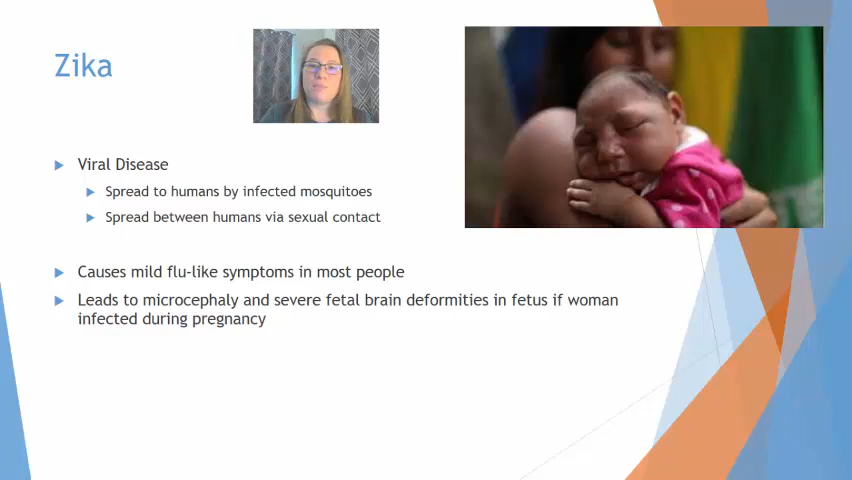 Zika
Viral Disease
Spread to humans by infected mosquitoes
Spread between humans via sexual contact
Causes mild flu-like symptoms in most people
Leads to microcephaly and severe fetal brain deformities in fetus if woman
infected during pregnancy